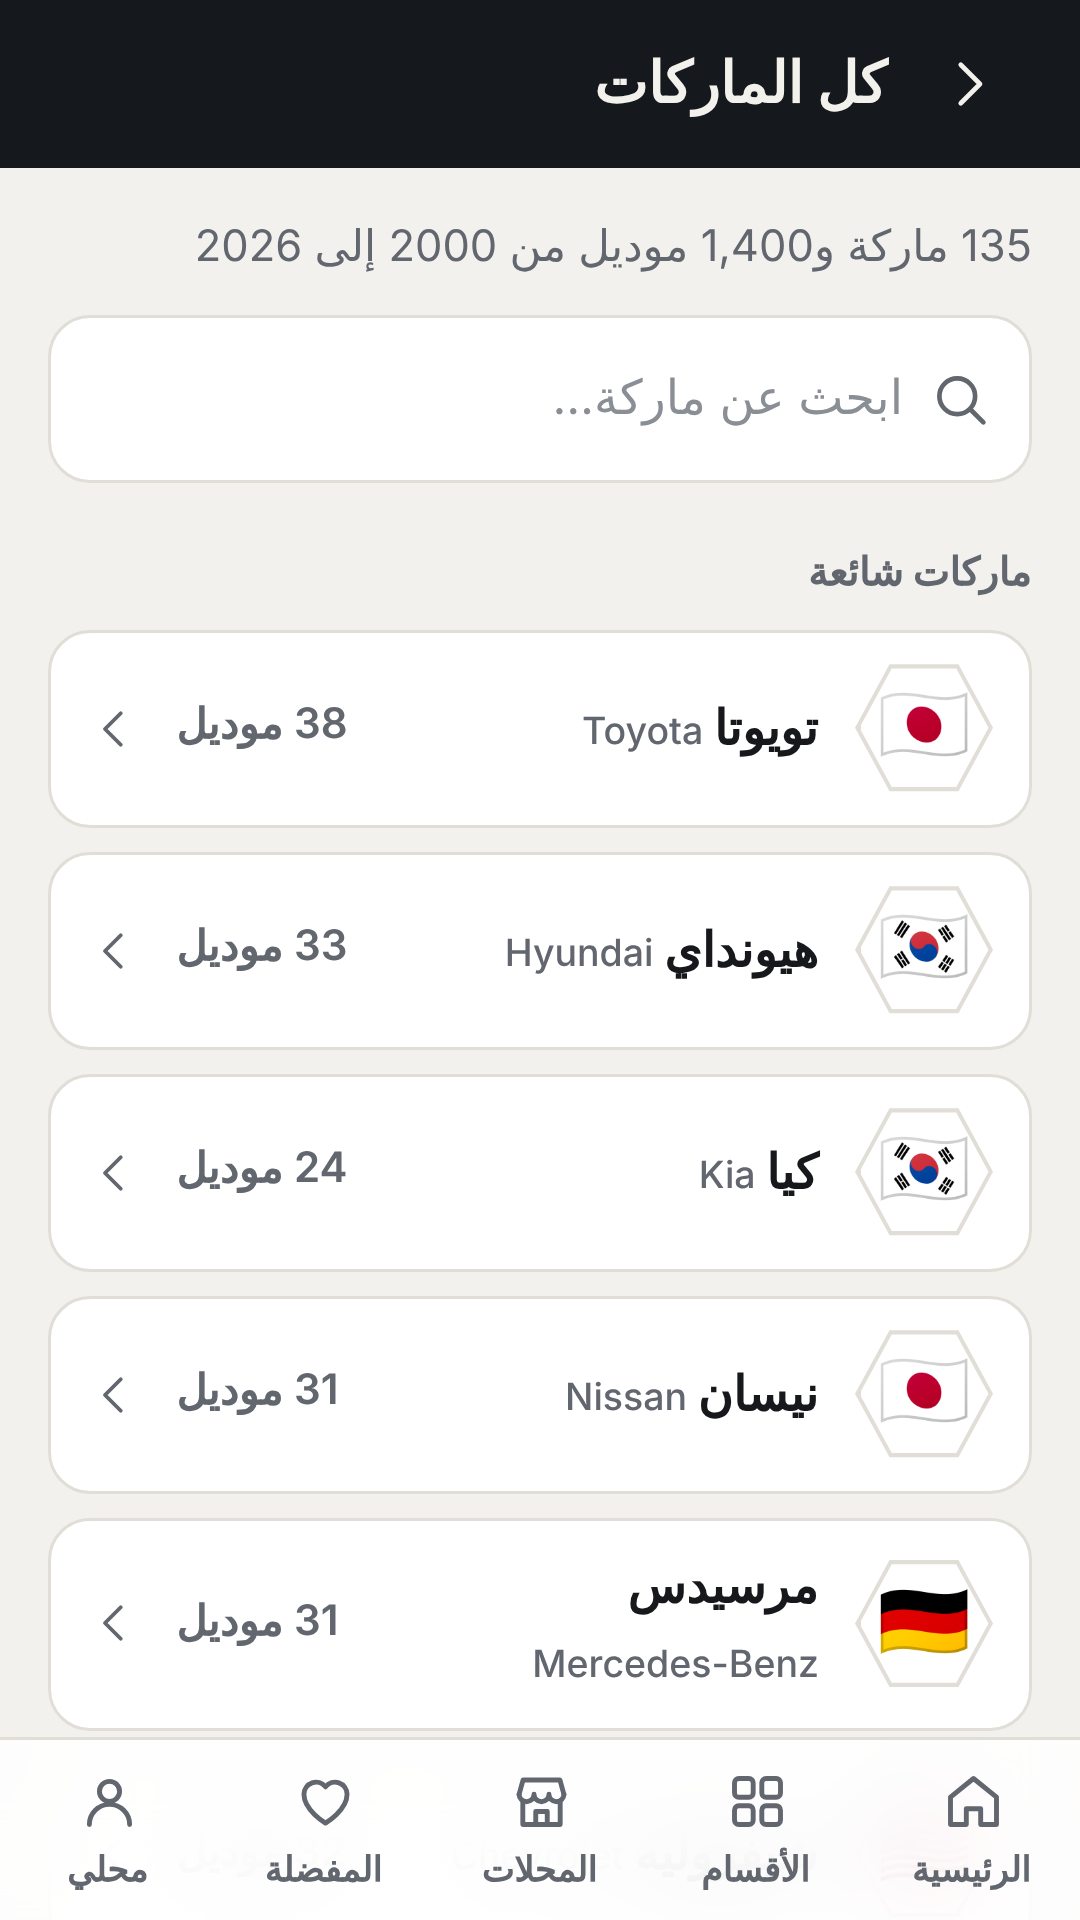 كل الماركات
135 ماركة و1,400 موديل من 2000 إلى 2026
ابحث عن ماركة...
ماركات شائعة
تويوتا Toyota 38 موديل
هيونداي Hyundai 33 موديل
كيا Kia 24 موديل
نيسان Nissan 31 موديل
مرسيدس
Mercedes-Benz 31 موديل
الرئيسية الأقسام المحلات المفضلة محلي